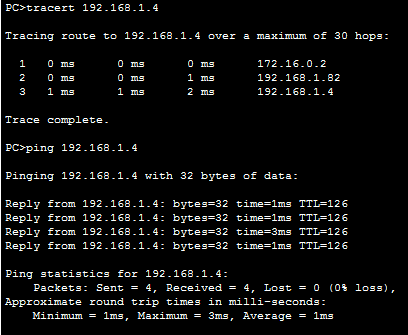 PC>tracert 192.168.1.4
Tracing route to 192.168.1.4 over a maximum of 30 hops:
1 0 ms 0 ms 0 ms 172.16.0.2
2 0 ms 0 ms 1 ms 192.168.1.82
3 1 ms 1 ms 2 ms 192.168.1.4
Trace complete.
PC>ping 192.168.1.4
Pinging 192.168.1.4 with 32 bytes of data:
Reply from 192.168.1.4: bytes=32 time=1ms TTL=126
Reply from 192.168.1.4: bytes=32 time=1ms TTL=126
Reply from 192.168.1.4: bytes=32 time=3ms TTL=126
Reply from 192.168.1.4: bytes=32 time=1ms TTL=126
Ping statistics for 192.168.1.4:
Packets: Sent = 4, Received = 4, Lost = 0 (0% loss),
Approximate round trip times in milli-seconds:
Minimum = 1ms, Maximum = 3ms, Average = 1ms